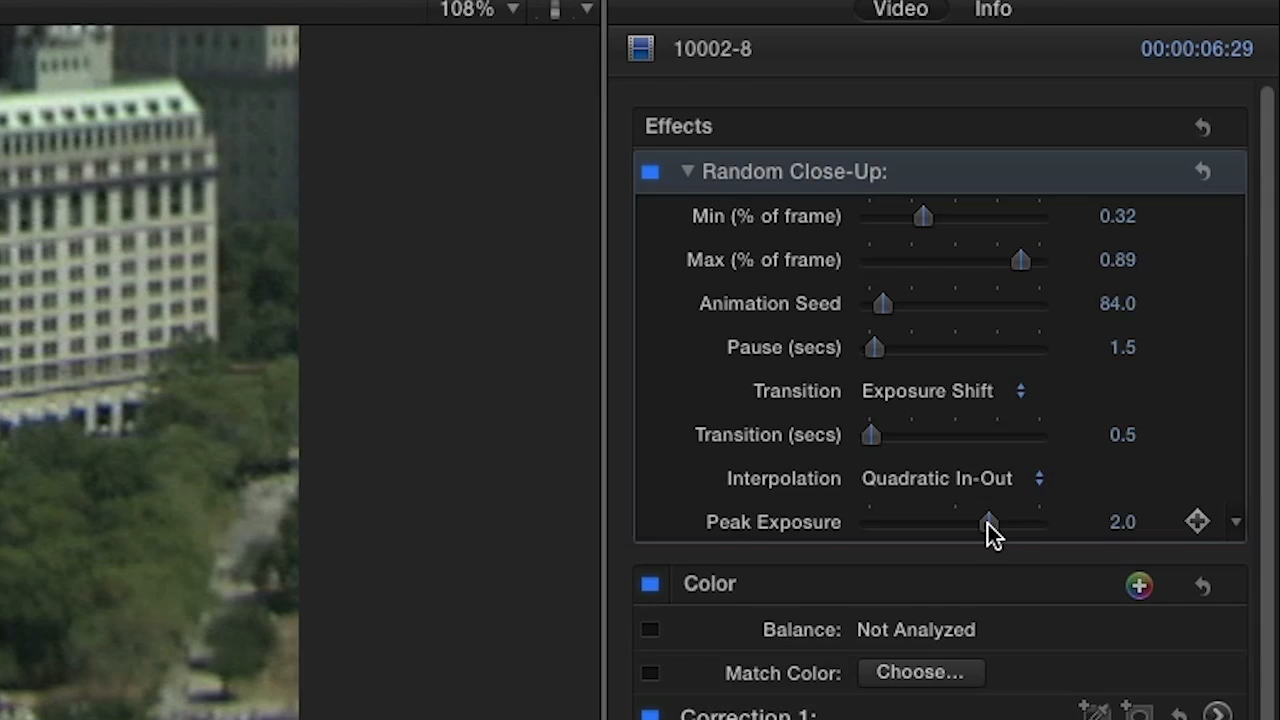 108%
Video Info
10002-8 00:00:06:29
Effects
Random Close-Up:
Min (% of frame) 0.32
Max (% of frame) 0.89
Animation Seed 84.0
Pause (secs) 1.5
Transition Exposure Shift
Transition (secs) 0.5
Interpolation Quadratic In-Out
Peak Exposure 2.0
Color
Balance: Not Analyzed
Match Color: Choose...
Correction 1: